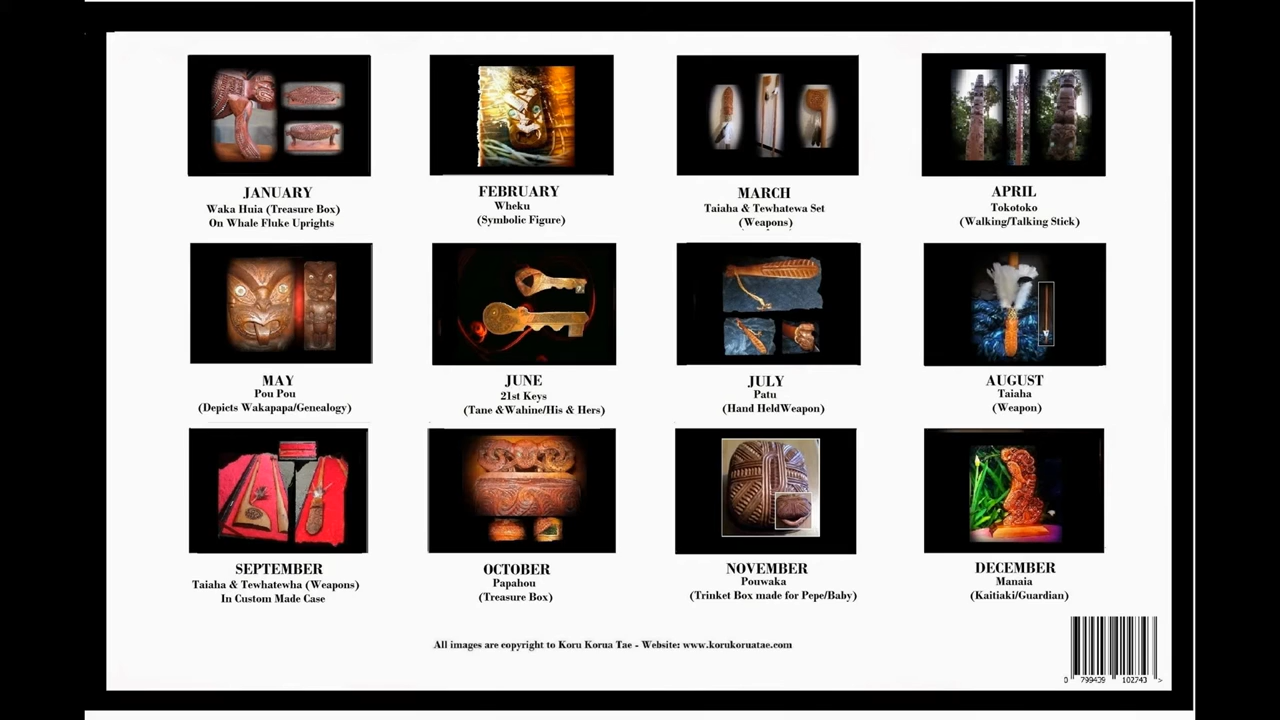 JANUARY
Waka Huia (Treasure Box)
On Whale Fluke Uprights
FEBRUARY
Wheku
(Symbolic Figure)
MARCH
Taiaha & Tewhatewa Set
(Weapons)
APRIL
Tokotoko
(Walking/Talking Stick)
MAY
Pou Pou
(Depicts Wakapapa/Genealogy)
JUNE
21st Keys
(Tane &Wahine/His & Hers)
JULY
Patu
(Hand HeldWeapon)
AUGUST
Taiaha
(Weapon)
SEPTEMBER
Taiaha & Tewhatewha (Weapons)
In Custom Made Case
OCTOBER
Papahou
(Treasure Box)
NOVEMBER
Pouwaka
(Trinket Box made for Pepe/Baby)
DECEMBER
Manaia
(Kaitiaki/Guardian)
All images are copyright to Koru Korua Tae - Website: www.korukoruatae.com
0 799439 102743 >